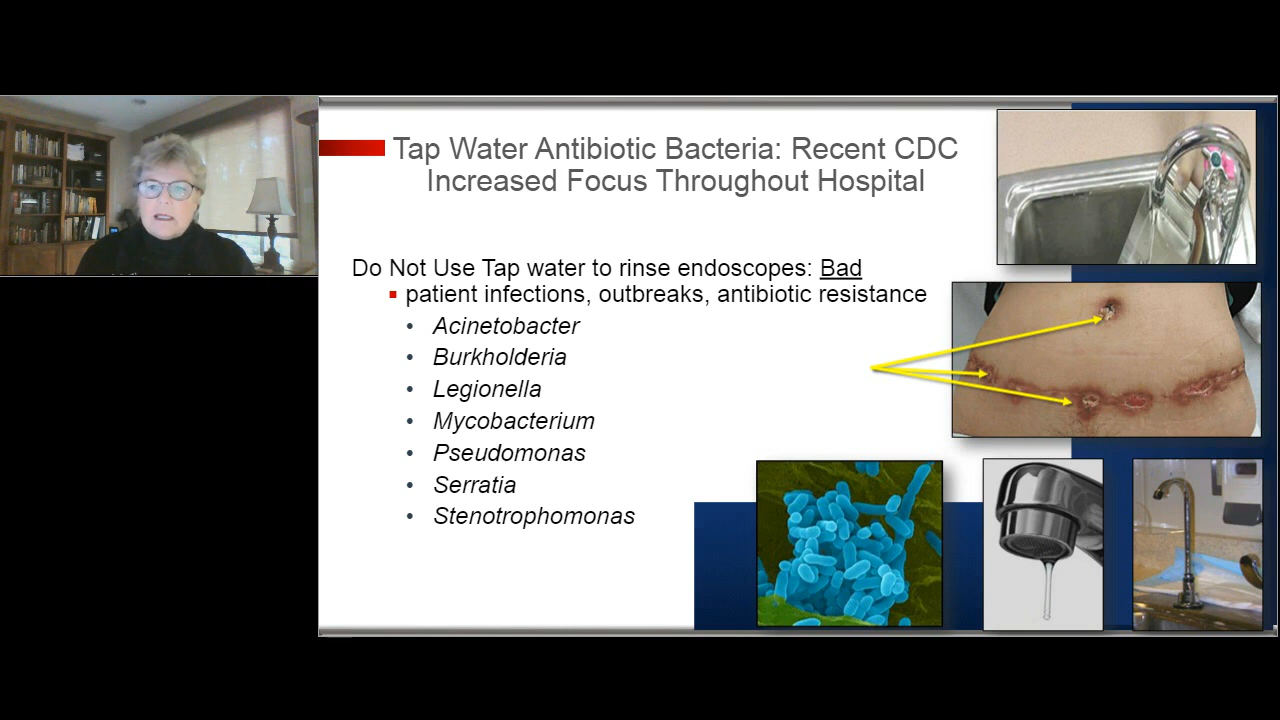 Tap Water Antibiotic Bacteria: Recent CDC
Increased Focus Throughout Hospital
Do Not Use Tap water to rinse endoscopes: Bad
▪ patient infections, outbreaks, antibiotic resistance
• Acinetobacter
• Burkholderia
• Legionella
• Mycobacterium
• Pseudomonas
• Serratia
• Stenotrophomonas